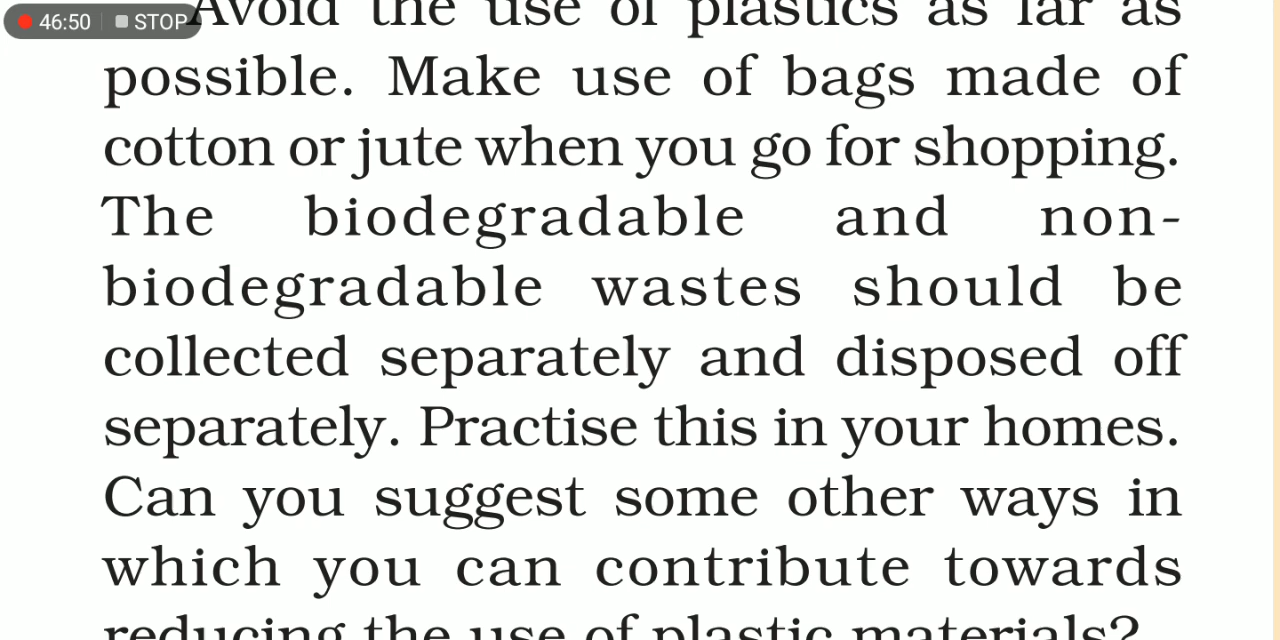 46:50 STOP
Avoid the use of plastics as far as
possible. Make use of bags made of
cotton or jute when you go for shopping.
The biodegradable and non-
biodegradable wastes should be
collected separately and disposed off
separately. Practise this in your homes.
Can you suggest some other ways in
which you can contribute towards
reducing the use of plastic materials?